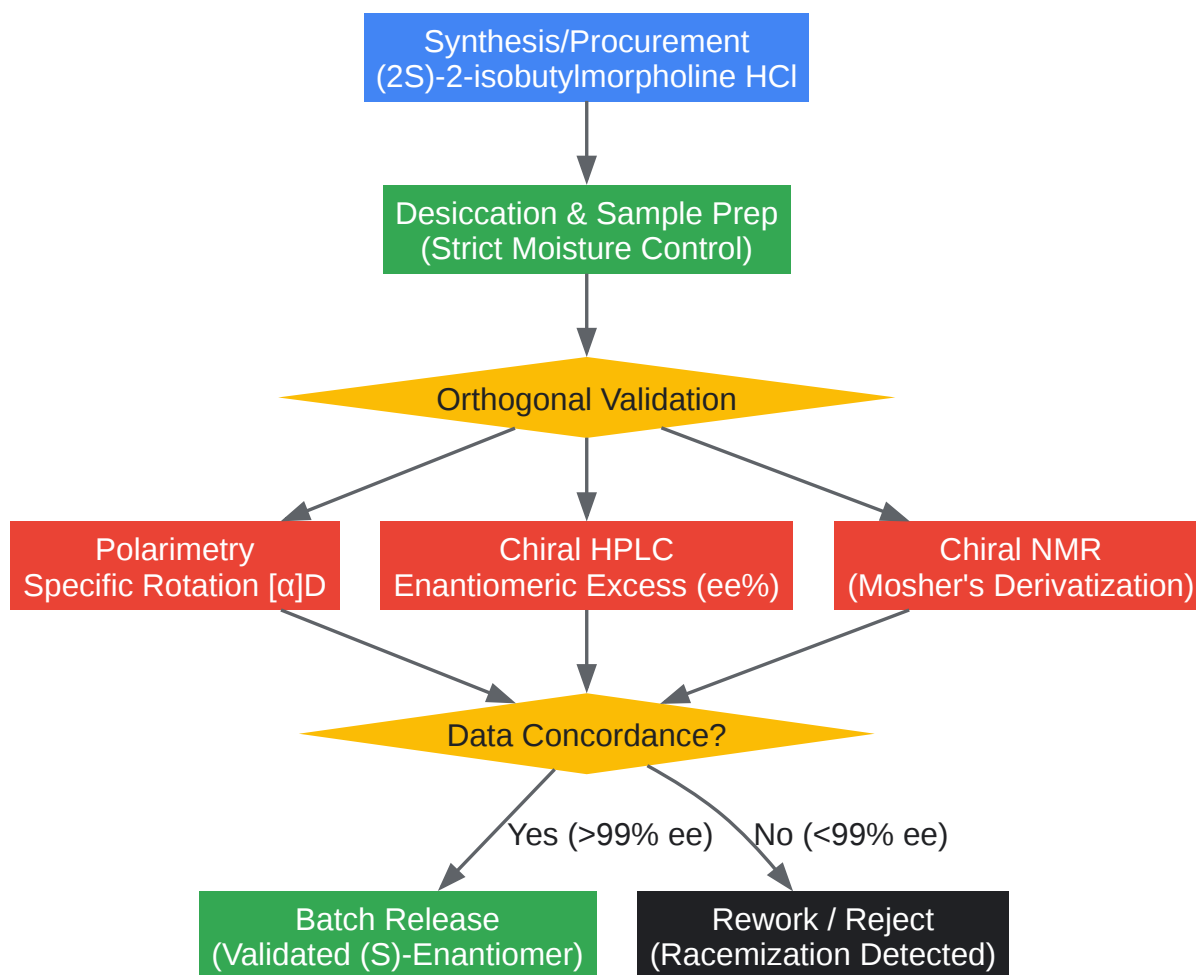 Synthesis/Procurement
(2S)-2-isobutylmorpholine HCl
Desiccation & Sample Prep
(Strict Moisture Control)
Orthogonal Validation
Polarimetry
Specific Rotation [α]D
Chiral HPLC
Enantiomeric Excess (ee%)
Chiral NMR
(Mosher's Derivatization)
Data Concordance?
Yes (>99% ee)
No (<99% ee)
Batch Release
(Validated (S)-Enantiomer)
Rework / Reject
(Racemization Detected)